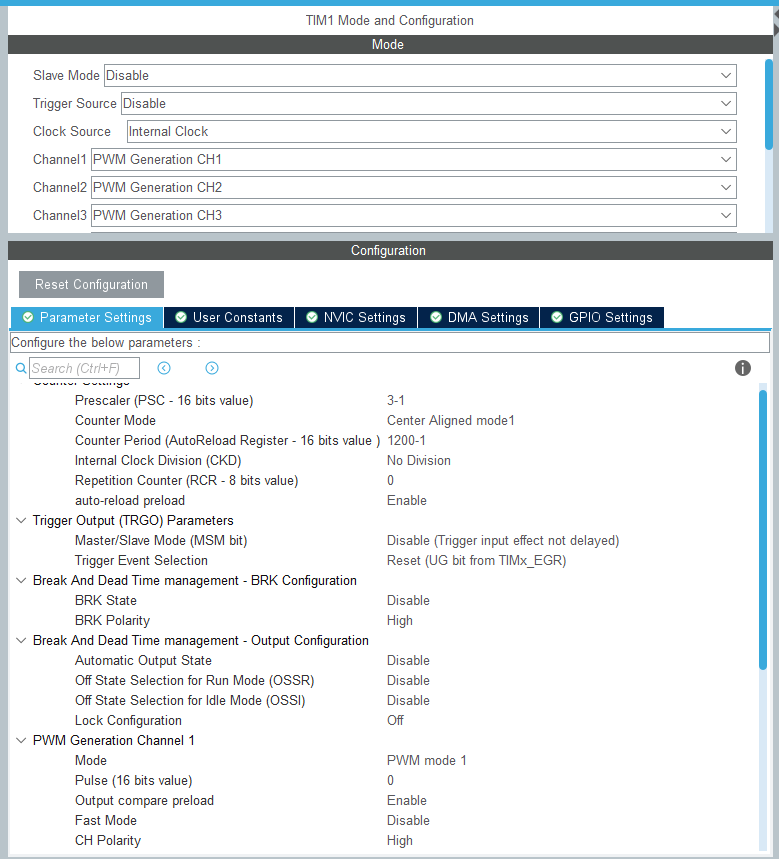 TIM1 Mode and Configuration
Mode
Slave Mode Disable
Trigger Source Disable
Clock Source Internal Clock
Channel1 PWM Generation CH1
Channel2 PWM Generation CH2
Channel3 PWM Generation CH3
Configuration
Reset Configuration
Parameter Settings User Constants NVIC Settings DMA Settings GPIO Settings
Configure the below parameters :
Search (Ctrl+F)
Counter Settings
Prescaler (PSC - 16 bits value) 3-1
Counter Mode Center Aligned mode1
Counter Period (AutoReload Register - 16 bits value ) 1200-1
Internal Clock Division (CKD) No Division
Repetition Counter (RCR - 8 bits value) 0
auto-reload preload Enable
Trigger Output (TRGO) Parameters
Master/Slave Mode (MSM bit) Disable (Trigger input effect not delayed)
Trigger Event Selection Reset (UG bit from TIMx_EGR)
Break And Dead Time management - BRK Configuration
BRK State Disable
BRK Polarity High
Break And Dead Time management - Output Configuration
Automatic Output State Disable
Off State Selection for Run Mode (OSSR) Disable
Off State Selection for Idle Mode (OSSI) Disable
Lock Configuration Off
PWM Generation Channel 1
Mode PWM mode 1
Pulse (16 bits value) 0
Output compare preload Enable
Fast Mode Disable
CH Polarity High